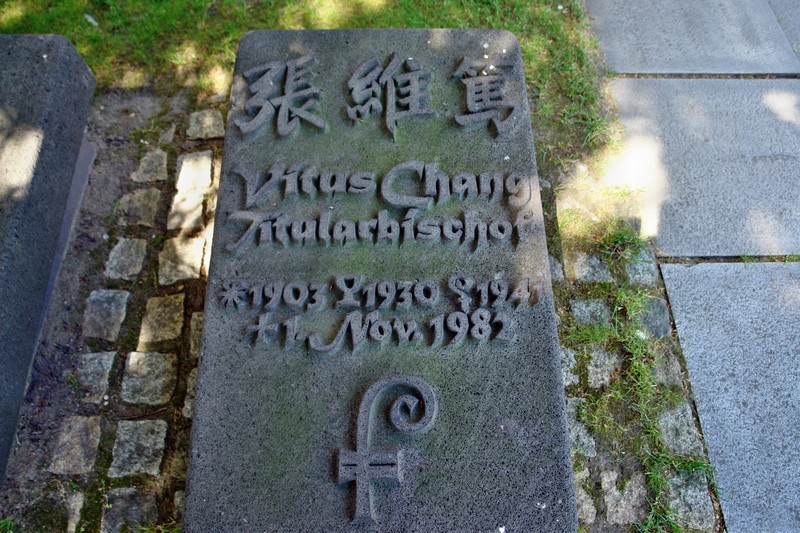 張維篤
Vitus Chang
Titularbischof
*1903 1930 1941
+1. Nov. 1982